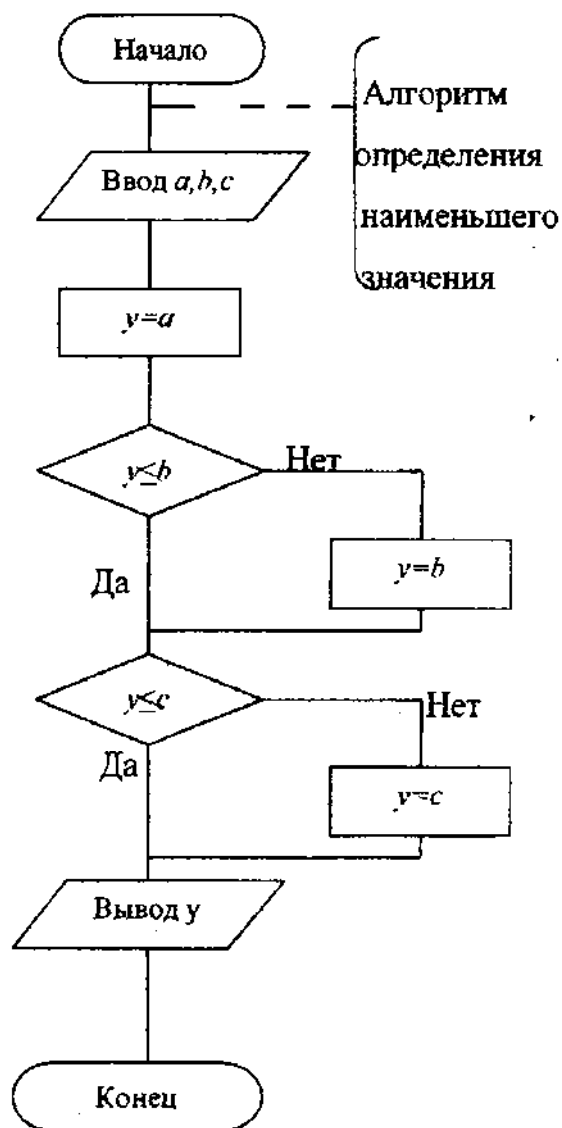 Начало
Алгоритм
определения
наименьшего
значения
Ввод a,b,c
y=a
y≤b
Нет
y=b
Да
y≤c
Нет
Да
y=c
Вывод y
Конец